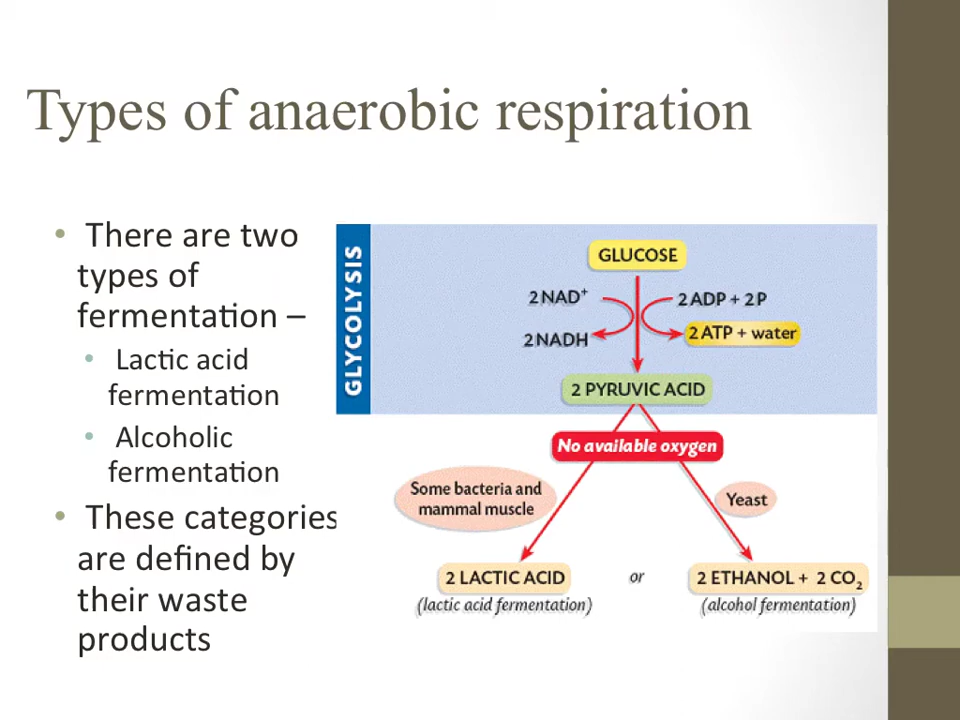 Types of anaerobic respiration
• There are two
types of
fermentation –
• Lactic acid
fermentation
• Alcoholic
fermentation
• These categories
are defined by
their waste
products
GLYCOLYSIS
GLUCOSE
2 NAD⁺
2 ADP + 2 P
2 NADH
2 ATP + water
2 PYRUVIC ACID
No available oxygen
Some bacteria and
mammal muscle
Yeast
2 LACTIC ACID
or
2 ETHANOL + 2 CO₂
(lactic acid fermentation)
(alcohol fermentation)